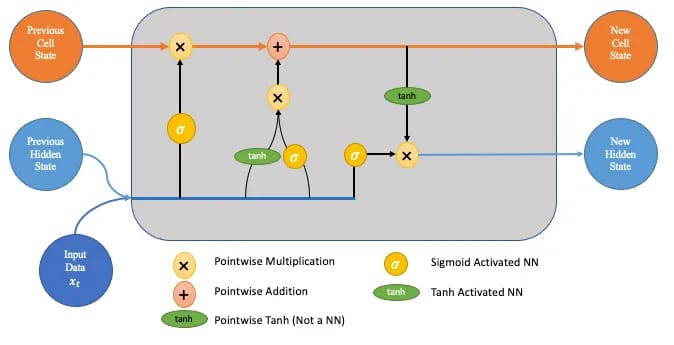 Previous
Cell
State
×
+
New
Cell
State
×
tanh
σ
Previous
Hidden
State
tanh
σ
σ
×
New
Hidden
State
Input
Data
xₜ
× Pointwise Multiplication
σ Sigmoid Activated NN
+ Pointwise Addition
tanh Tanh Activated NN
tanh Pointwise Tanh (Not a NN)